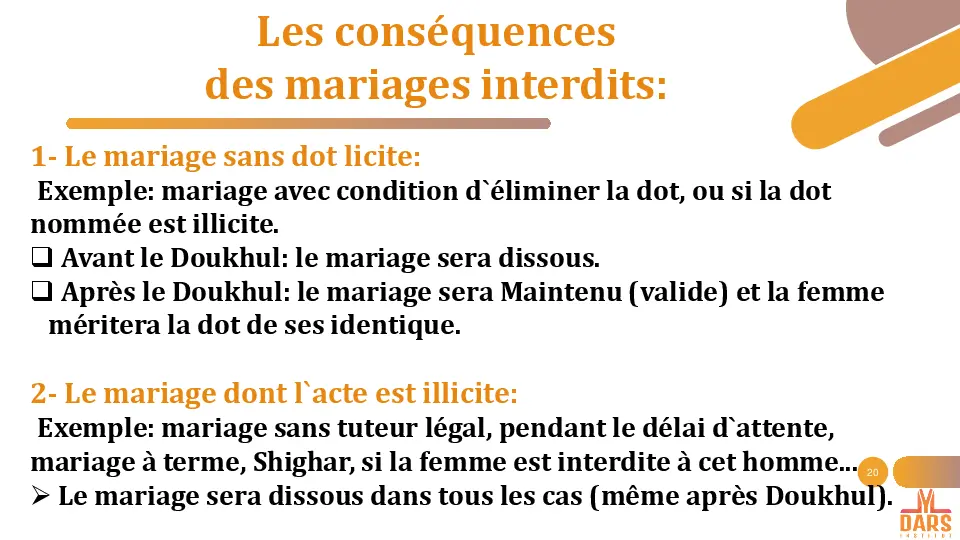 Les conséquences
des mariages interdits:
1- Le mariage sans dot licite:
Exemple: mariage avec condition d`éliminer la dot, ou si la dot
nommée est illicite.
❑ Avant le Doukhul: le mariage sera dissous.
❑ Après le Doukhul: le mariage sera Maintenu (valide) et la femme
méritera la dot de ses identique.
2- Le mariage dont l`acte est illicite:
Exemple: mariage sans tuteur légal, pendant le délai d`attente,
mariage à terme, Shighar, si la femme est interdite à cet homme...
20
➢ Le mariage sera dissous dans tous les cas (même après Doukhul).
DARS
INSTITUT